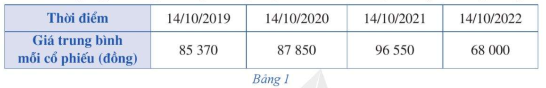 Thời điểm 14/10/2019 14/10/2020 14/10/2021 14/10/2022
Giá trung bình
mỗi cổ phiếu (đồng) 85 370 87 850 96 550 68 000
Bảng 1